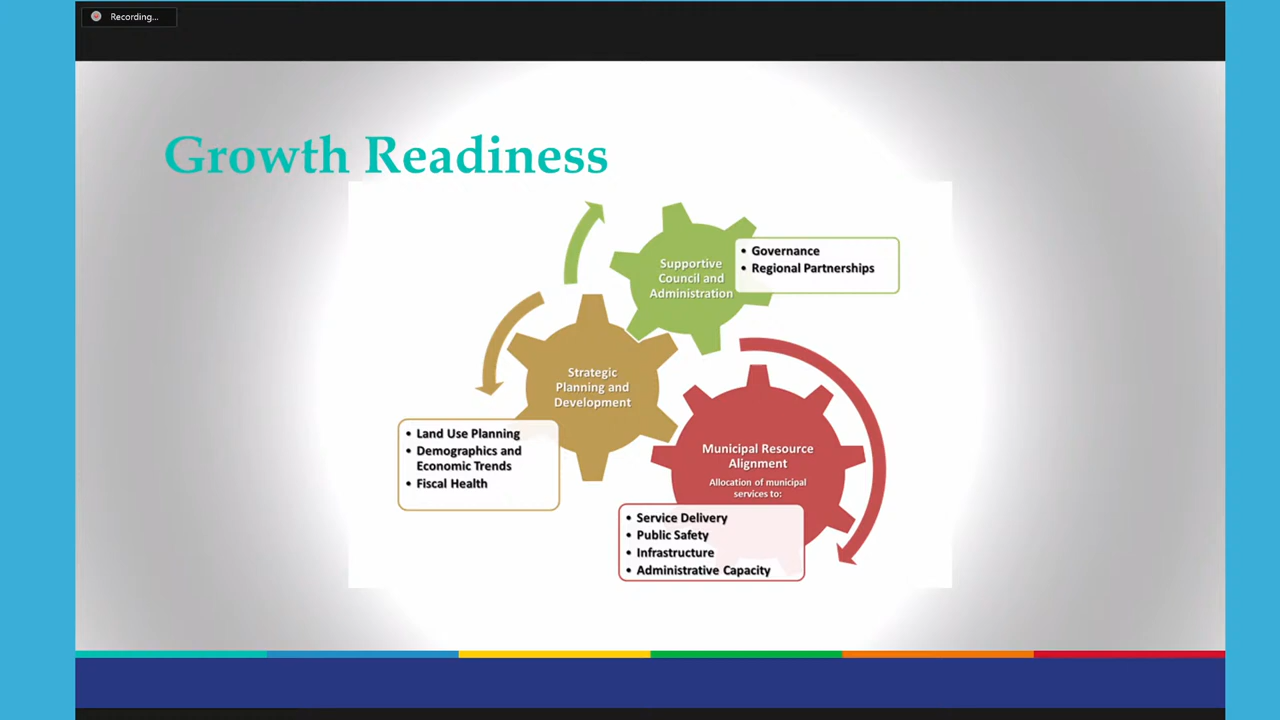 Recording...
Growth Readiness
Supportive
Council and
Administration
• Governance
• Regional Partnerships
Strategic
Planning and
Development
• Land Use Planning
• Demographics and
Economic Trends
• Fiscal Health
Municipal Resource
Alignment
Allocation of municipal
services to:
• Service Delivery
• Public Safety
• Infrastructure
• Administrative Capacity